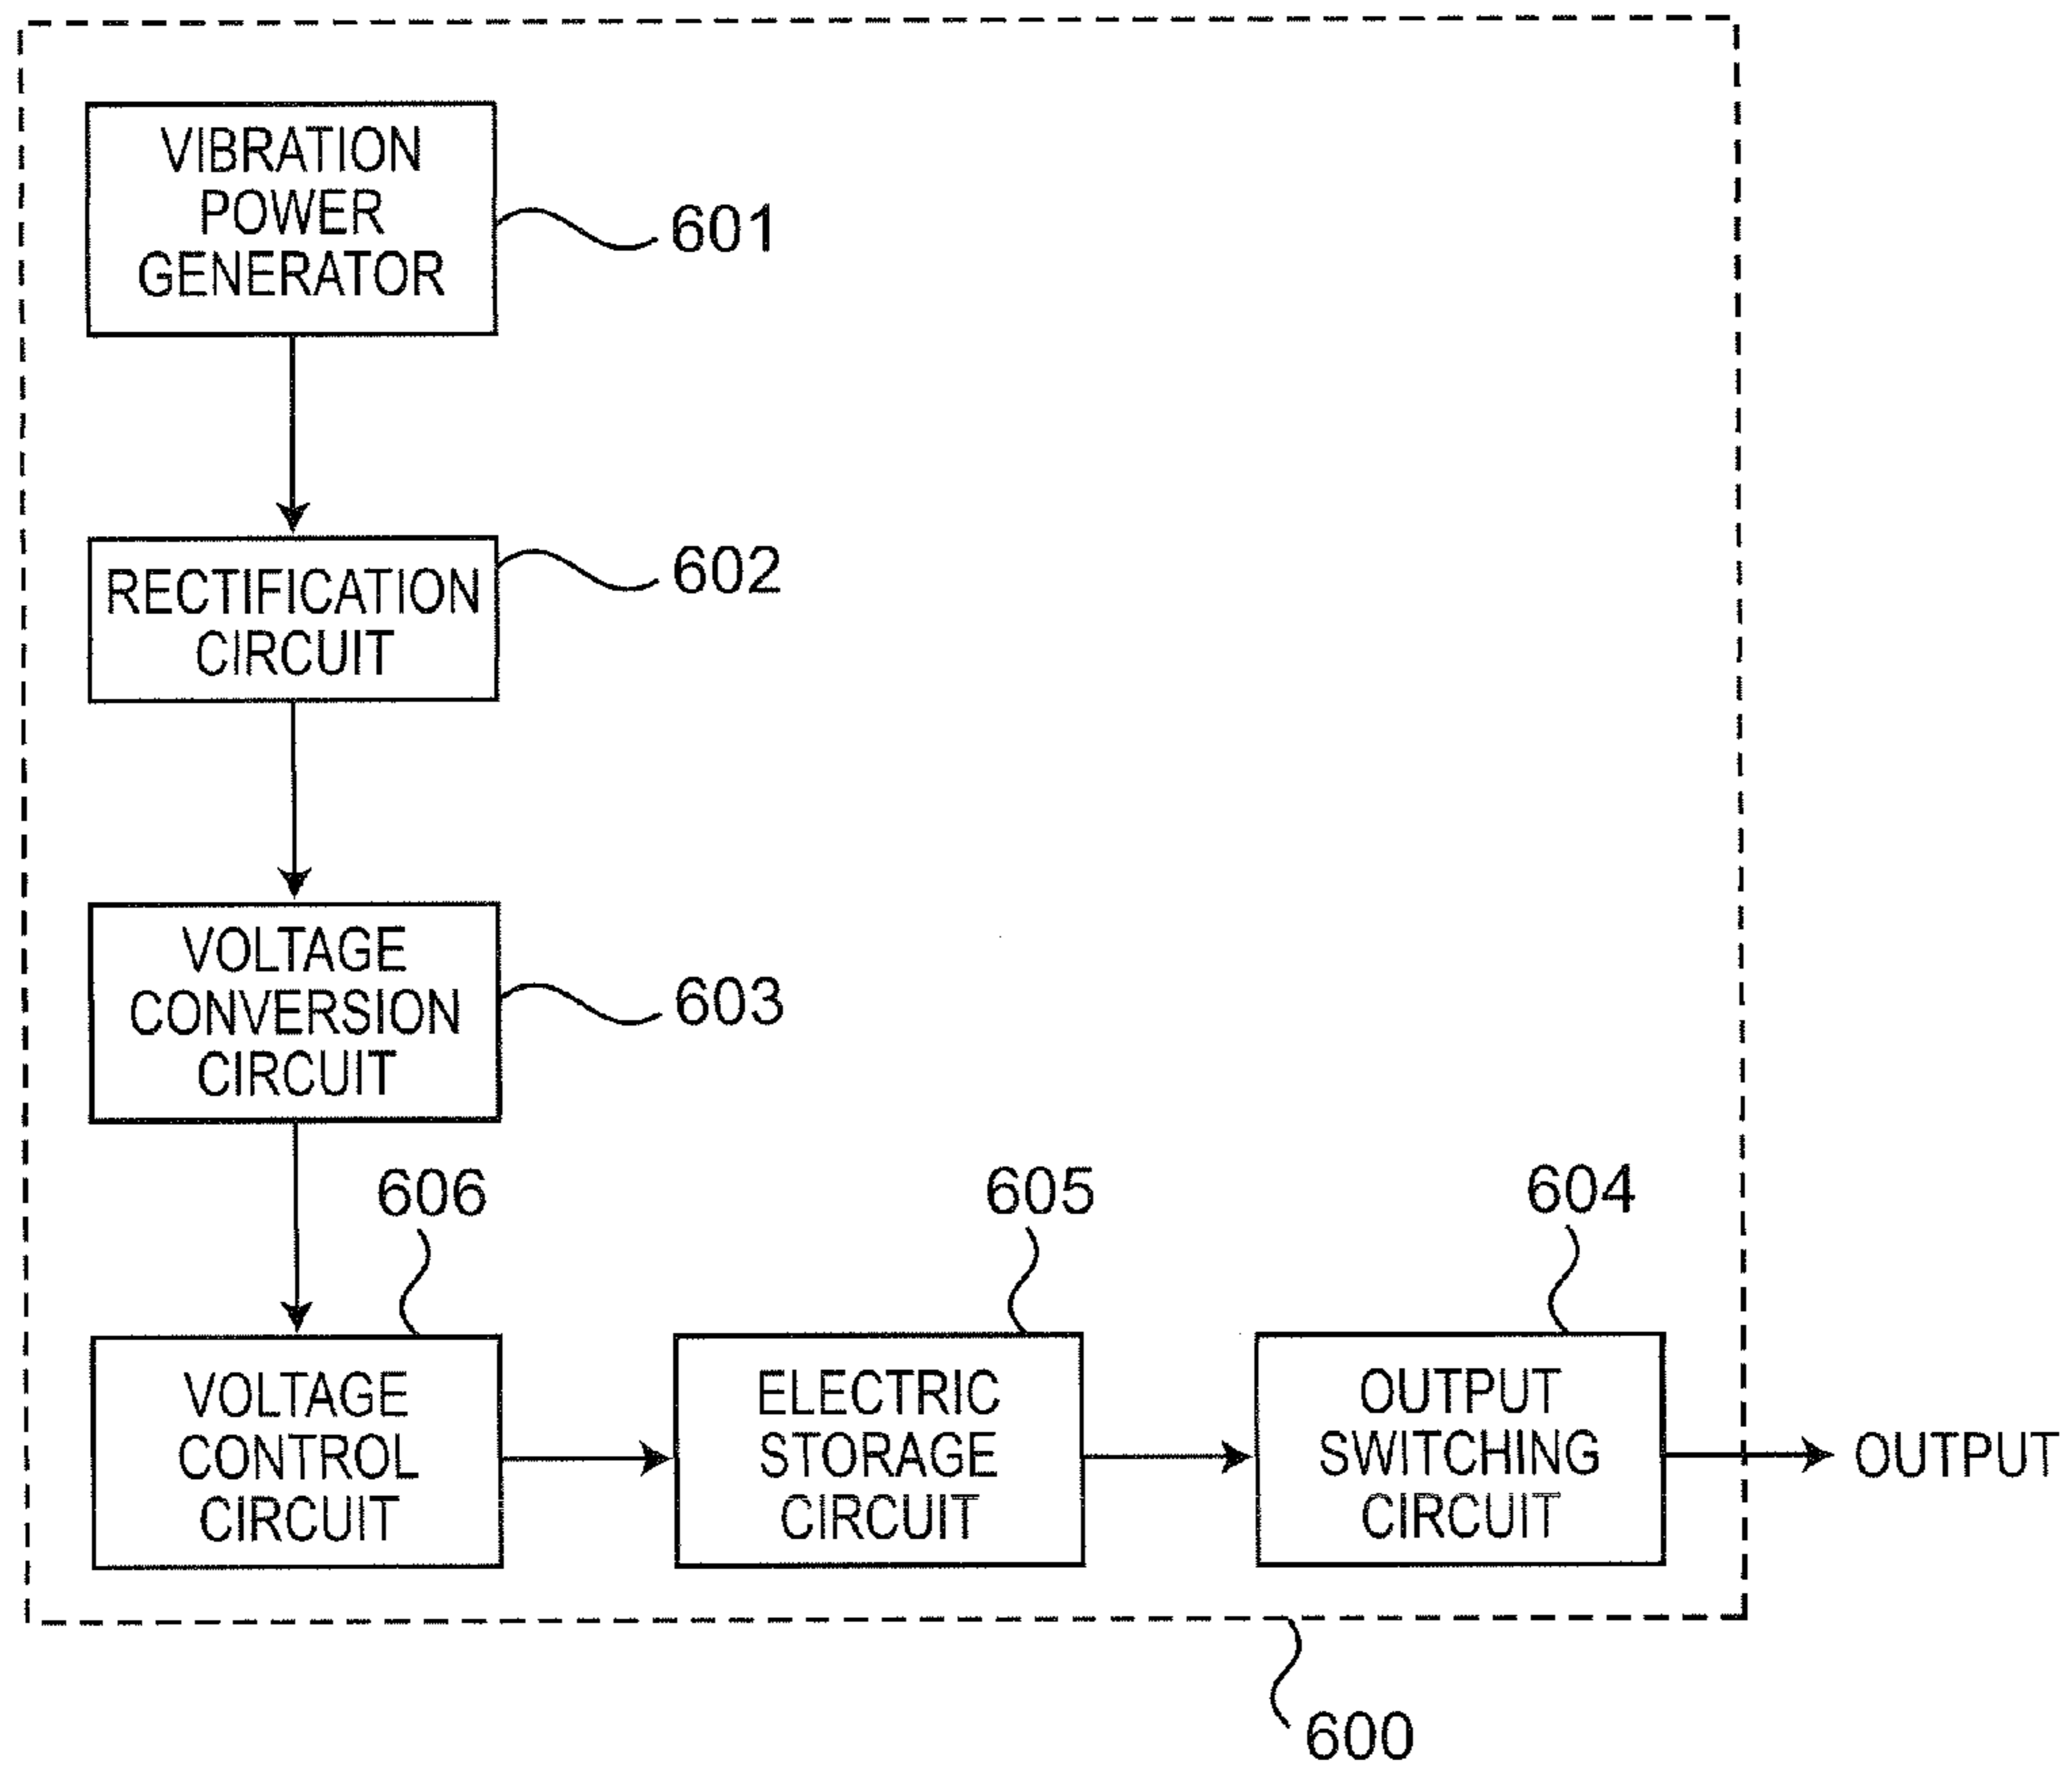 VIBRATION
POWER
GENERATOR
601
RECTIFICATION
CIRCUIT
602
VOLTAGE
CONVERSION
CIRCUIT
603
606
605
604
VOLTAGE
CONTROL
CIRCUIT
ELECTRIC
STORAGE
CIRCUIT
OUTPUT
SWITCHING
CIRCUIT
OUTPUT
600